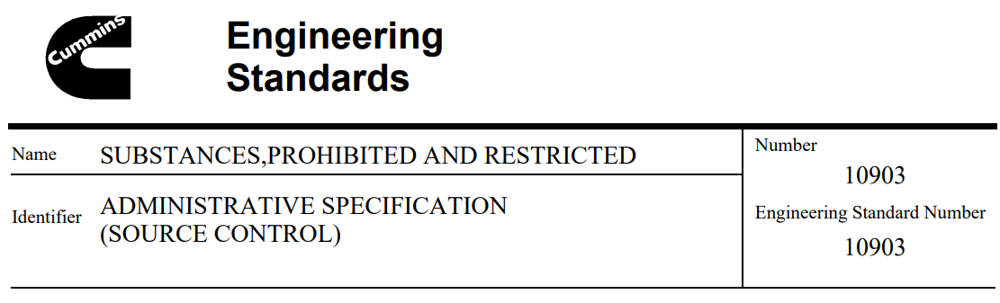 Cummins
Engineering
Standards
Name SUBSTANCES,PROHIBITED AND RESTRICTED
Number
10903
Identifier ADMINISTRATIVE SPECIFICATION
(SOURCE CONTROL)
Engineering Standard Number
10903